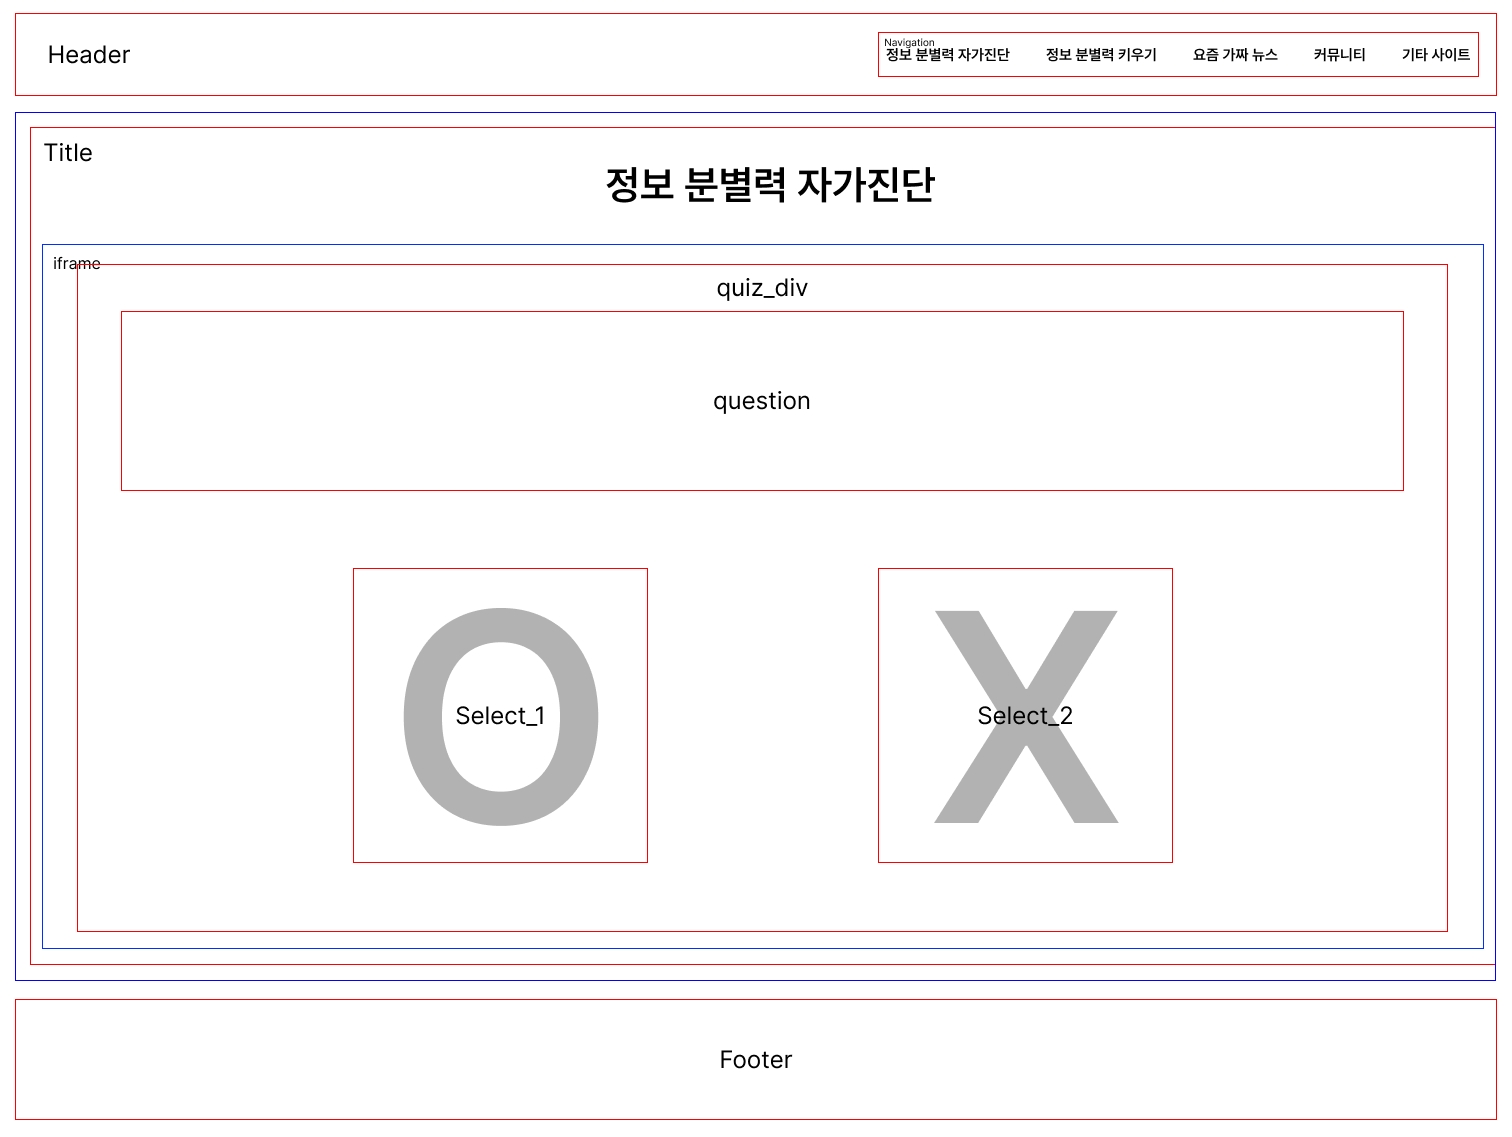 Header
Navigation
정보 분별력 자가진단 정보 분별력 키우기 요즘 가짜 뉴스 커뮤니티 기타 사이트
Title
정보 분별력 자가진단
iframe
quiz_div
question
O X
Select_1 Select_2
Footer